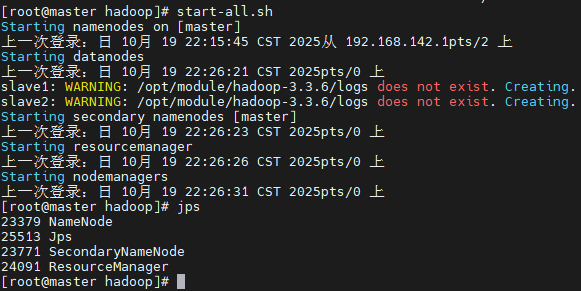 [root@master hadoop]# start-all.sh
Starting namenodes on [master]
上一次登录：日 10月 19 22:15:45 CST 2025从 192.168.142.1pts/2 上
Starting datanodes
上一次登录：日 10月 19 22:26:21 CST 2025pts/0 上
slave1: WARNING: /opt/module/hadoop-3.3.6/logs does not exist. Creating.
slave2: WARNING: /opt/module/hadoop-3.3.6/logs does not exist. Creating.
Starting secondary namenodes [master]
上一次登录：日 10月 19 22:26:23 CST 2025pts/0 上
Starting resourcemanager
上一次登录：日 10月 19 22:26:26 CST 2025pts/0 上
Starting nodemanagers
上一次登录：日 10月 19 22:26:31 CST 2025pts/0 上
[root@master hadoop]# jps
23379 NameNode
25513 Jps
23771 SecondaryNameNode
24091 ResourceManager
[root@master hadoop]#